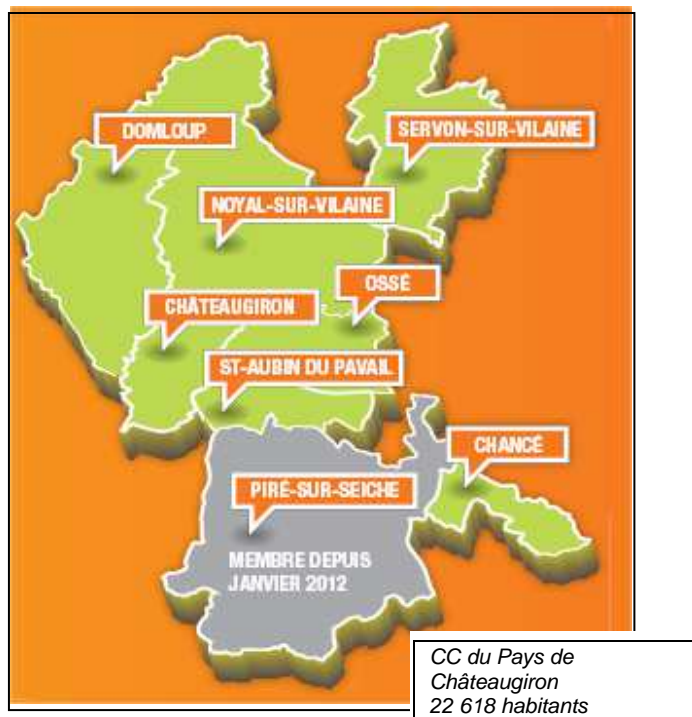 DOMLOUP
SERVON-SUR-VILAINE
NOYAL-SUR-VILAINE
OSSÉ
CHÂTEAUGIRON
ST-AUBIN DU PAVAIL
CHANCÉ
PIRÉ-SUR-SEICHE
MEMBRE DEPUIS
JANVIER 2012
CC du Pays de
Châteaugiron
22 618 habitants